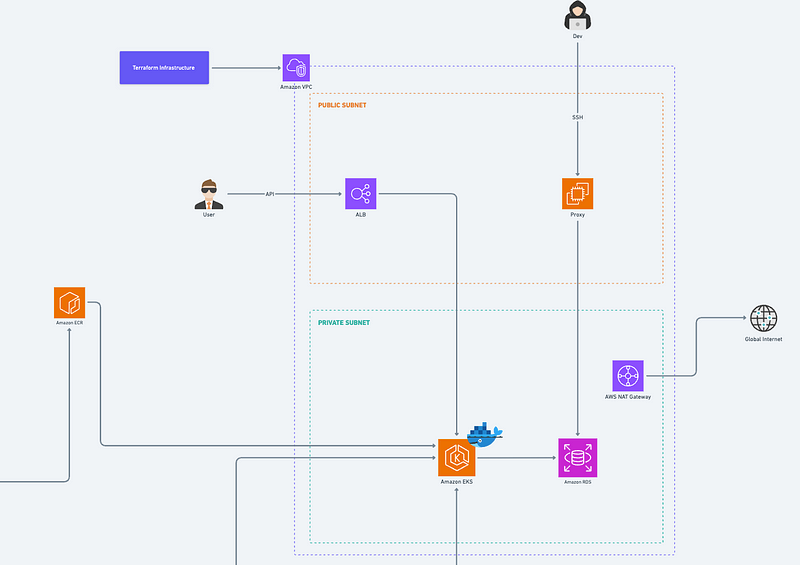 Dev
Terraform Infrastructure
Amazon VPC
PUBLIC SUBNET
SSH
API
User
ALB
Proxy
Amazon ECR
PRIVATE SUBNET
Global Internet
AWS NAT Gateway
Amazon EKS
Amazon RDS